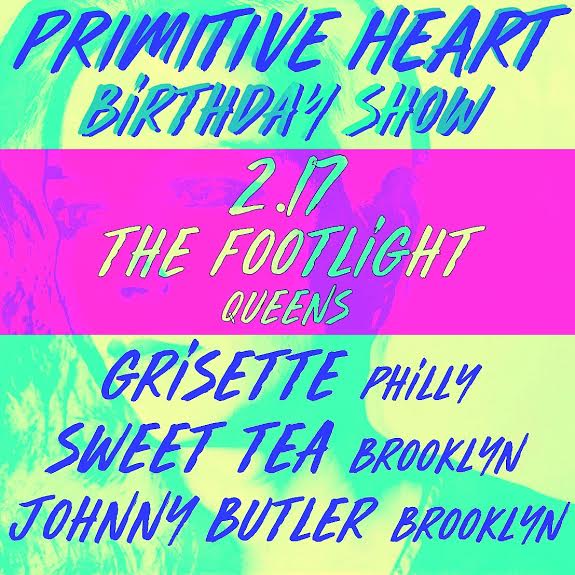 PRIMITIVE HEART
BiRTHDAY SHOW
2.17
THE FOOTLiGHT
QUEENS
GRiSETTE PHiLLY
SWEET TEA BROOKLYN
JOHNNY BUTLER BROOKLYN